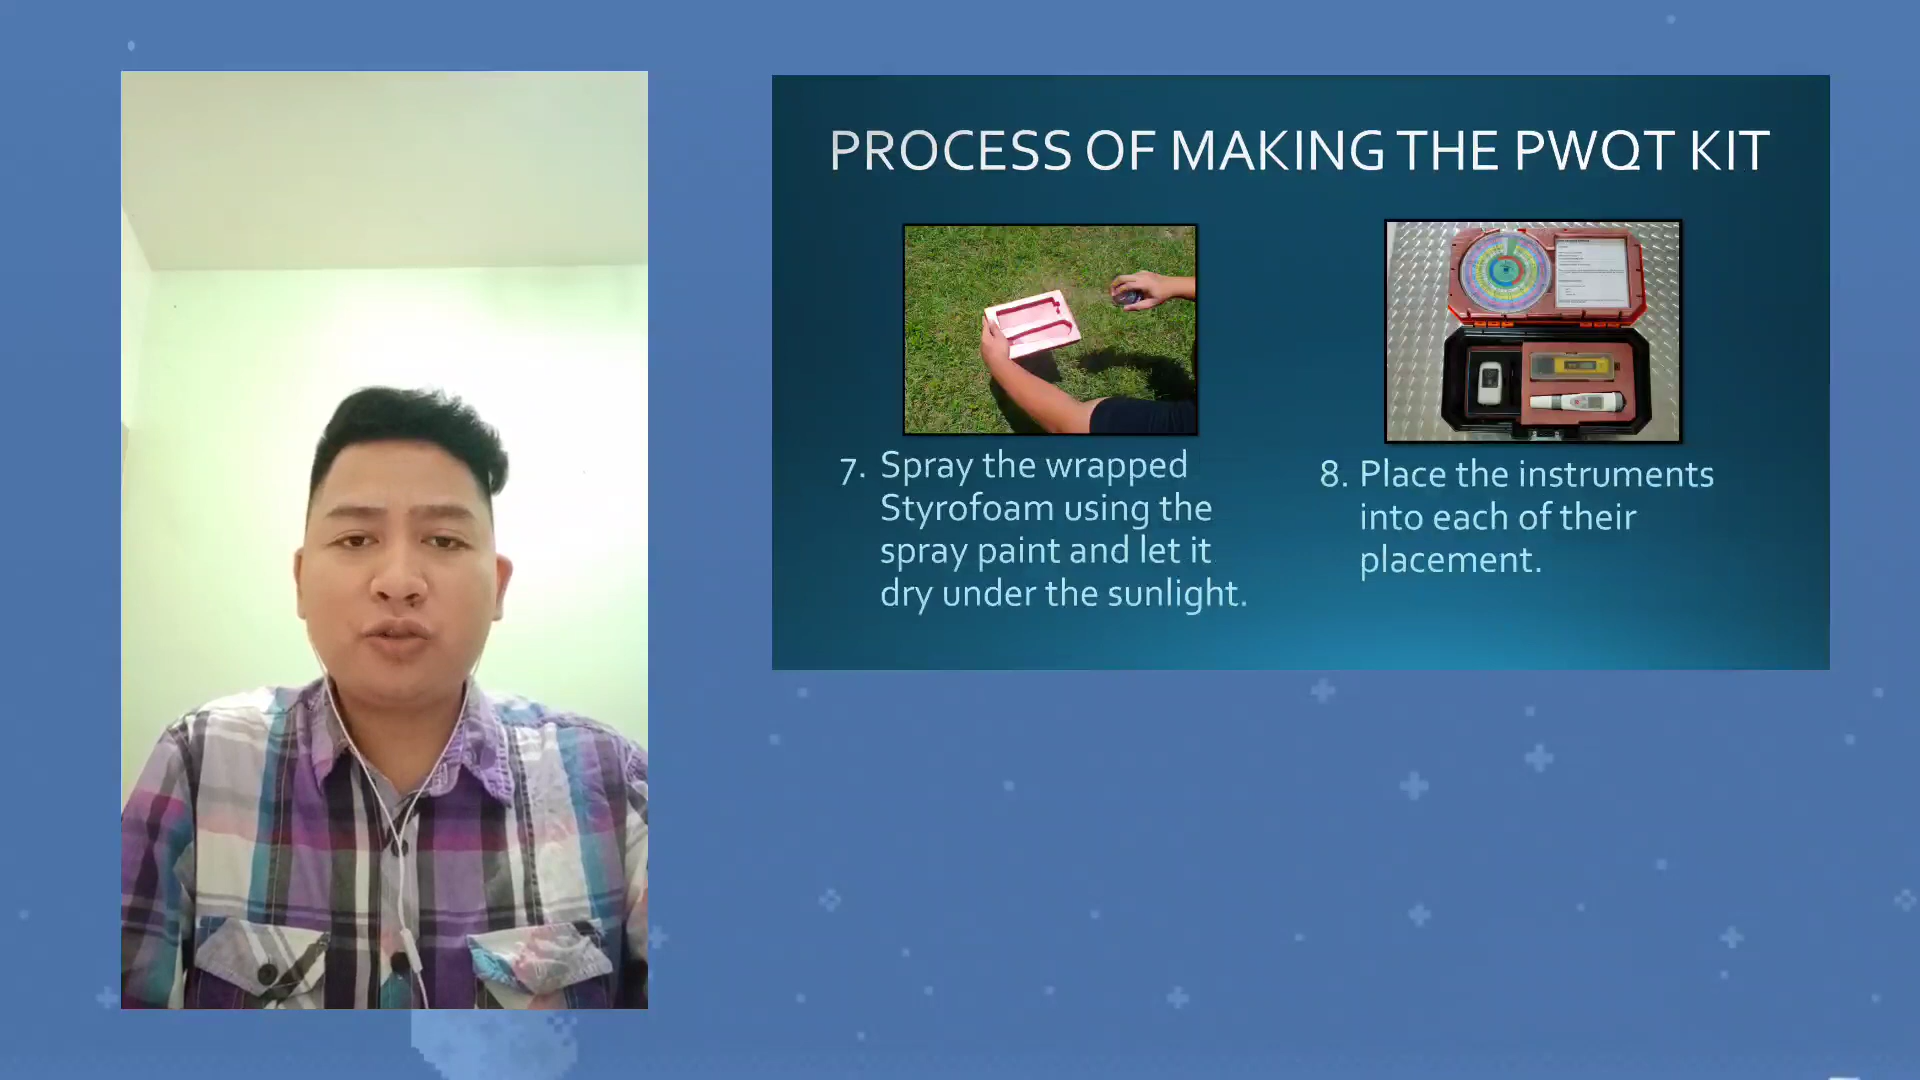 PROCESS OF MAKING THE PWQT KIT
7. Spray the wrapped
Styrofoam using the
spray paint and let it
dry under the sunlight.
8. Place the instruments
into each of their
placement.